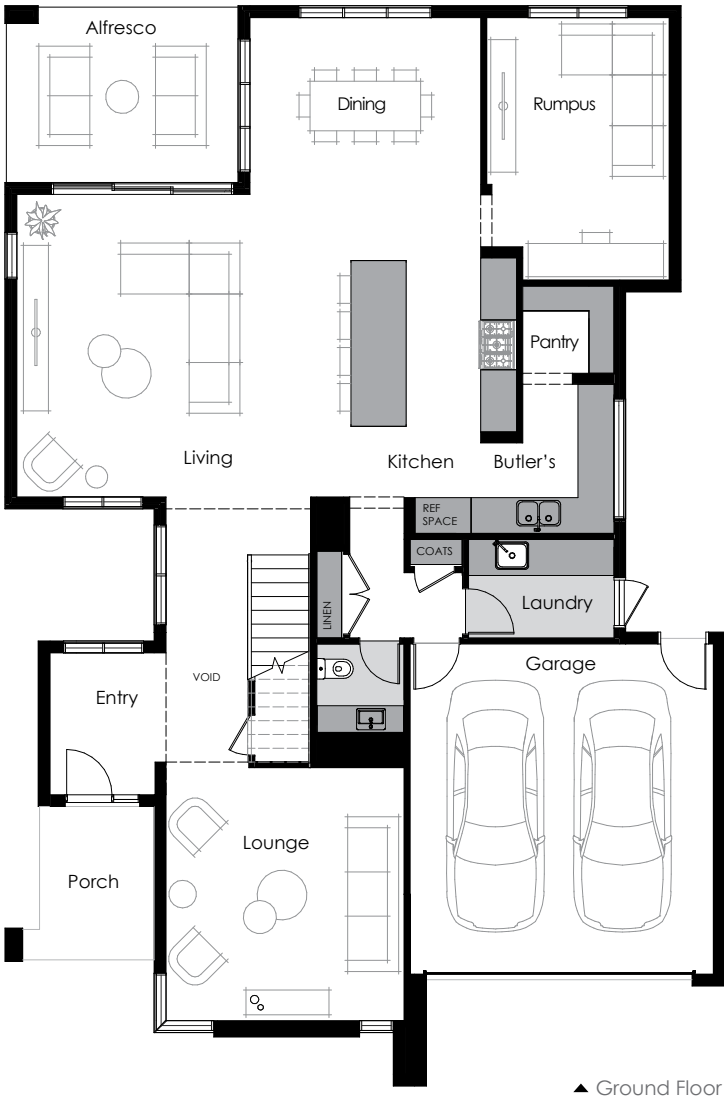 Alfresco
Dining
Rumpus
Pantry
Living
Kitchen
Butler's
REF
SPACE
COATS
LINEN
Laundry
VOID
Garage
Entry
Lounge
Porch
▲ Ground Floor